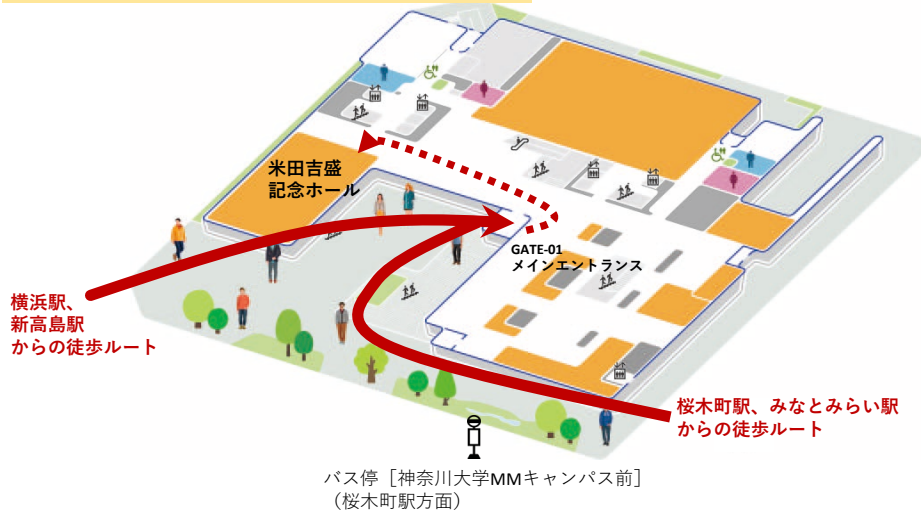 米田吉盛
記念ホール
GATE-01
メインエントランス
横浜駅、
新高島駅
からの徒歩ルート
桜木町駅、みなとみらい駅
からの徒歩ルート
バス停［神奈川大学MMキャンパス前］
（桜木町駅方面）